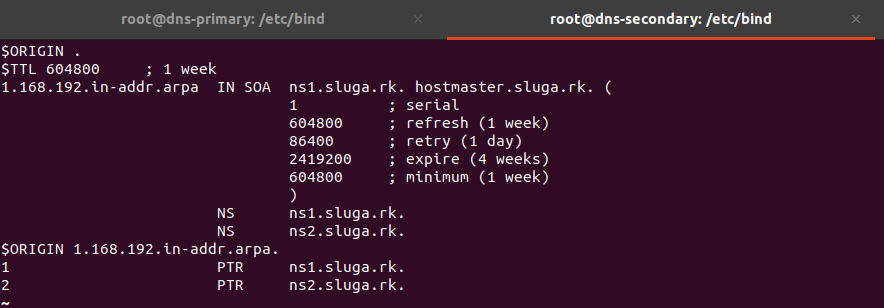 root@dns-primary: /etc/bind × root@dns-secondary: /etc/bind ×
$ORIGIN .
$TTL 604800 ; 1 week
1.168.192.in-addr.arpa IN SOA ns1.sluga.rk. hostmaster.sluga.rk. (
1 ; serial
604800 ; refresh (1 week)
86400 ; retry (1 day)
2419200 ; expire (4 weeks)
604800 ; minimum (1 week)
)
NS ns1.sluga.rk.
NS ns2.sluga.rk.
$ORIGIN 1.168.192.in-addr.arpa.
1 PTR ns1.sluga.rk.
2 PTR ns2.sluga.rk.
~